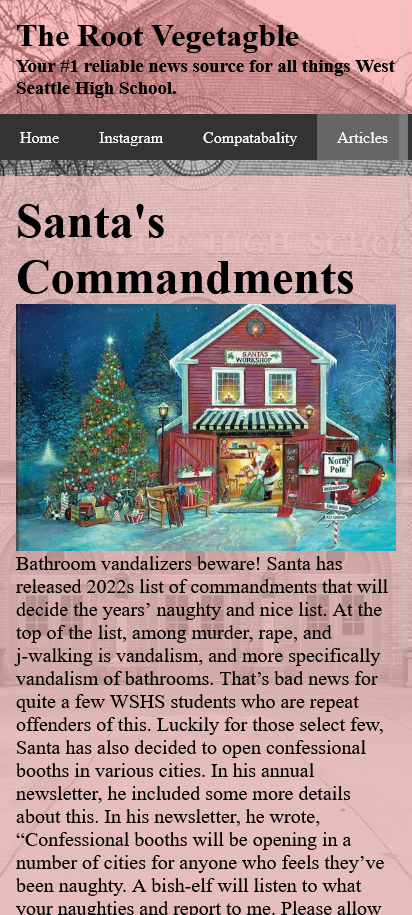 The Root Vegetagble
Your #1 reliable news source for all things West
Seattle High School.
Home Instagram Compatabality Articles
Santa's
Commandments
SANTA'S
WORKSHOP
North
Pole
Bathroom vandalizers beware! Santa has
released 2022s list of commandments that will
decide the years’ naughty and nice list. At the
top of the list, among murder, rape, and
j-walking is vandalism, and more specifically
vandalism of bathrooms. That’s bad news for
quite a few WSHS students who are repeat
offenders of this. Luckily for those select few,
Santa has also decided to open confessional
booths in various cities. In his annual
newsletter, he included some more details
about this. In his newsletter, he wrote,
“Confessional booths will be opening in a
number of cities for anyone who feels they’ve
been naughty. A bish-elf will listen to what
your naughties and report to me. Please allow